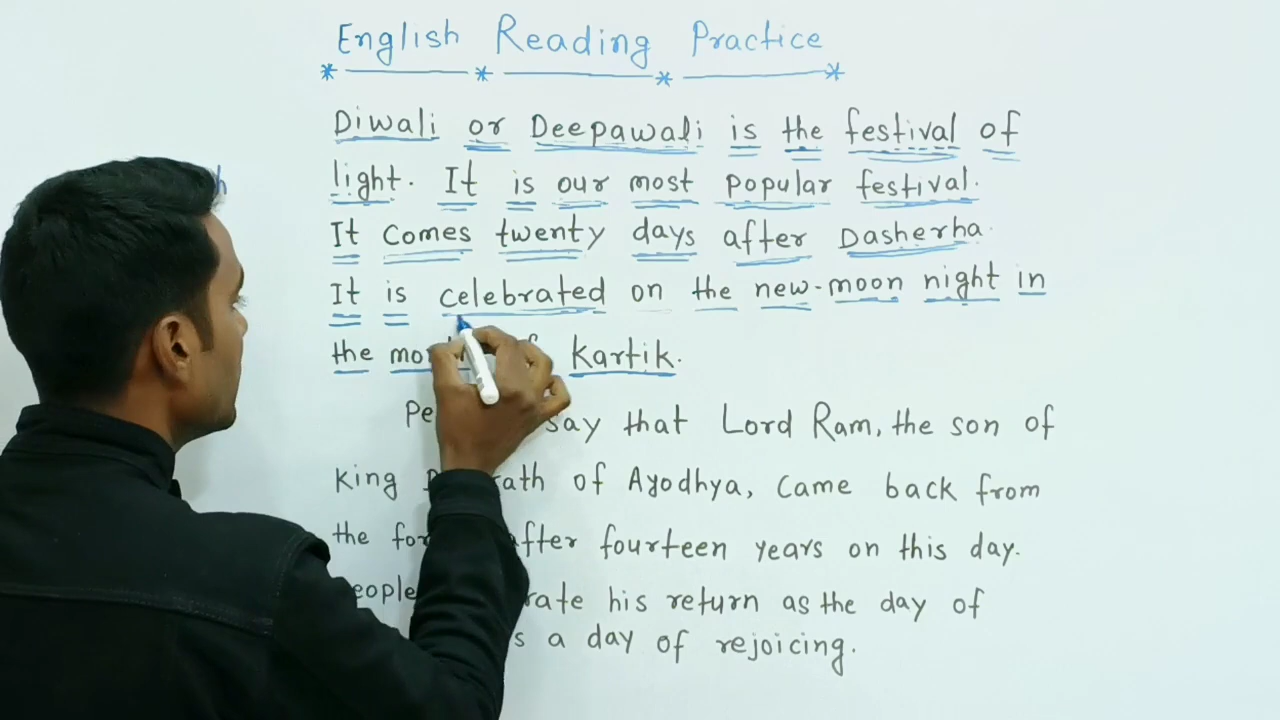 English Reading Practice
Diwali or Deepawali is the festival of
light. It is our most popular festival.
It comes twenty days after Dasherha.
It is celebrated on the new-moon night in
the Kartik.
say that Lord Ram, the son of
king of Ayodhya, came back from
the after fourteen years on this day.
people his return as the day of
a day of rejoicing.